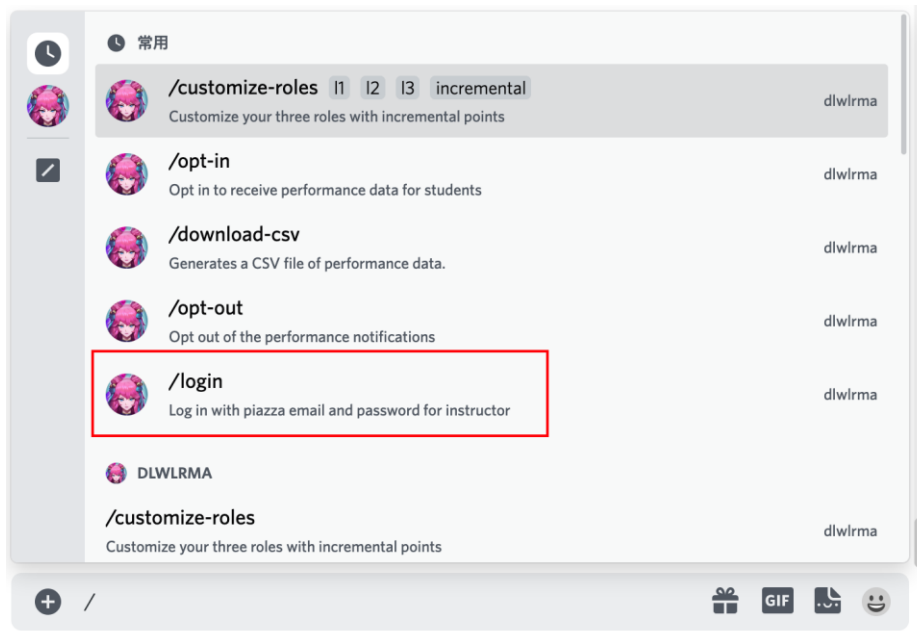 常用
/customize-roles l1 l2 l3 incremental
Customize your three roles with incremental points
dlwlrma
/opt-in
Opt in to receive performance data for students
dlwlrma
/download-csv
Generates a CSV file of performance data.
dlwlrma
/opt-out
Opt out of the performance notifications
dlwlrma
/login
Log in with piazza email and password for instructor
dlwlrma
DLWLRMA
/customize-roles
Customize your three roles with incremental points
dlwlrma
/
GIF